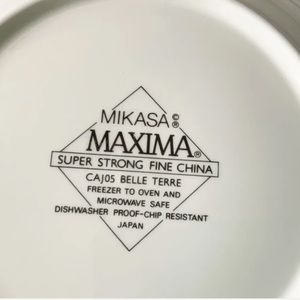 MIKASA©
MAXIMA®
SUPER STRONG FINE CHINA
CAJ05 BELLE TERRE
FREEZER TO OVEN AND
MICROWAVE SAFE
DISHWASHER PROOF-CHIP RESISTANT
JAPAN